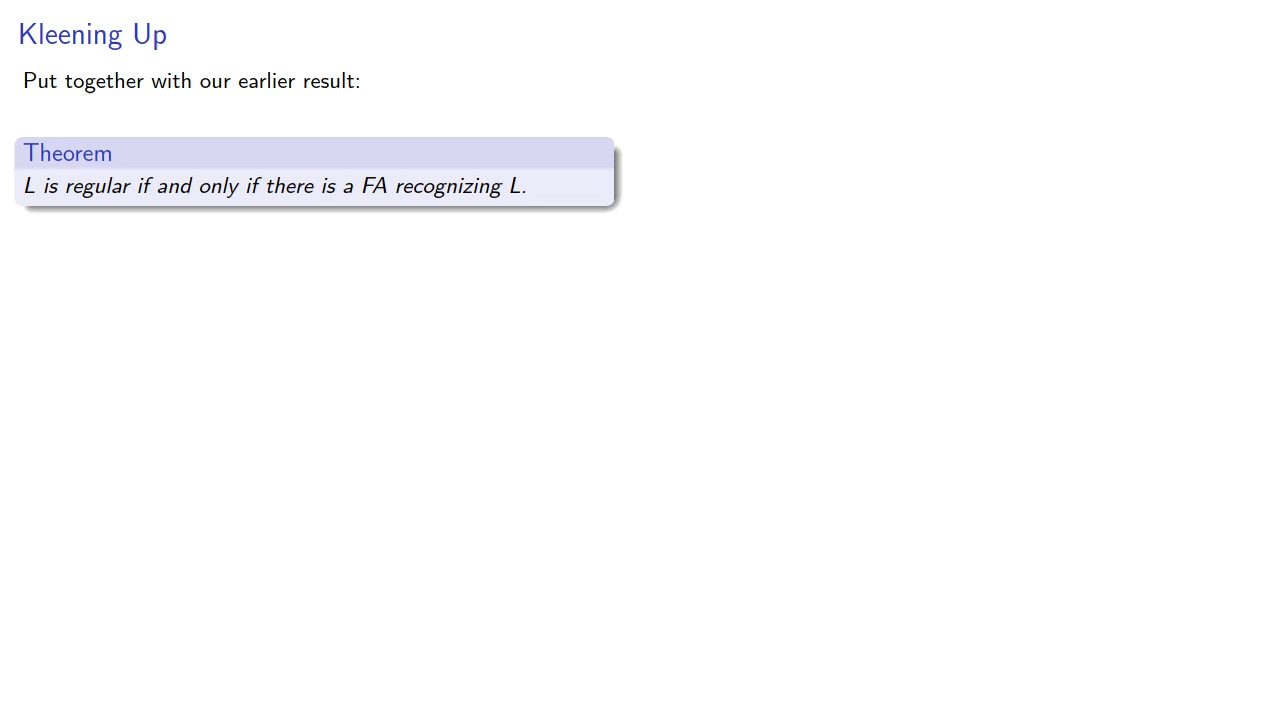 Kleening Up
Put together with our earlier result:
Theorem
L is regular if and only if there is a FA recognizing L.